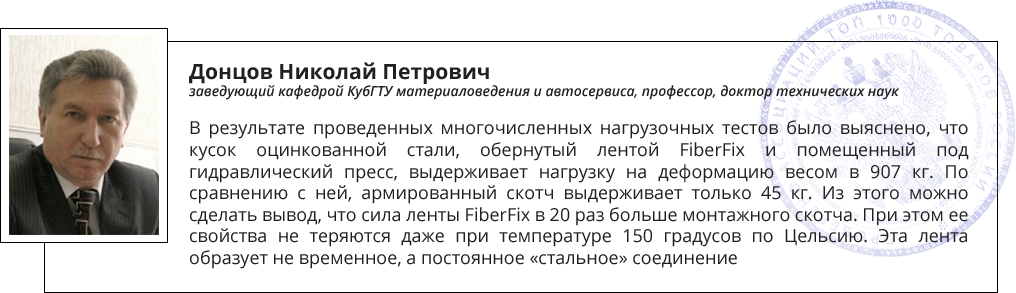 Донцов Николай Петрович
заведующий кафедрой КубГТУ материаловедения и автосервиса, профессор, доктор технических наук
В результате проведенных многочисленных нагрузочных тестов было выяснено, что
кусок оцинкованной стали, обернутый лентой FiberFix и помещенный под
гидравлический пресс, выдерживает нагрузку на деформацию весом в 907 кг. По
сравнению с ней, армированный скотч выдерживает только 45 кг. Из этого можно
сделать вывод, что сила ленты FiberFix в 20 раз больше монтажного скотча. При этом ее
свойства не теряются даже при температуре 150 градусов по Цельсию. Эта лента
образует не временное, а постоянное «стальное» соединение
ТОП 1000 ТОВАРОВ